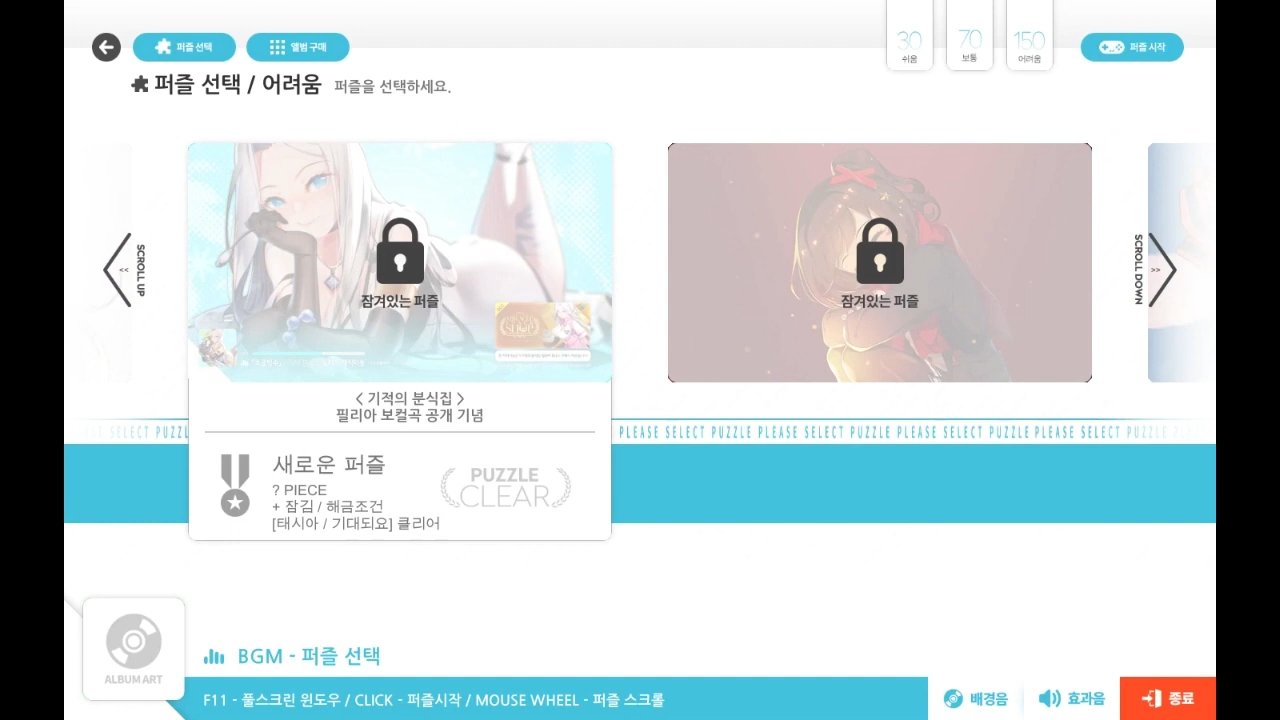 퍼즐 선택
앨범 구매
30
쉬움
70
보통
150
어려움
퍼즐 시작
퍼즐 선택 / 어려움 퍼즐을 선택하세요.
<<
SCROLL UP
잠겨있는 퍼즐
잠겨있는 퍼즐
SCROLL DOWN
>>
< 기적의 분식집 >
필리아 보컬곡 공개 기념
SELECT PUZZL
PLEASE SELECT PUZZLE PLEASE SELECT PUZZLE PLEASE SELECT PUZZLE PLEASE SELECT PUZZLE
새로운 퍼즐
? PIECE
+ 잠김 / 해금조건
[태시아 / 기대되요] 클리어
PUZZLE
CLEAR
ALBUM ART
BGM - 퍼즐 선택
F11 - 풀스크린 윈도우 / CLICK - 퍼즐시작 / MOUSE WHEEL - 퍼즐 스크롤
배경음
효과음
종료